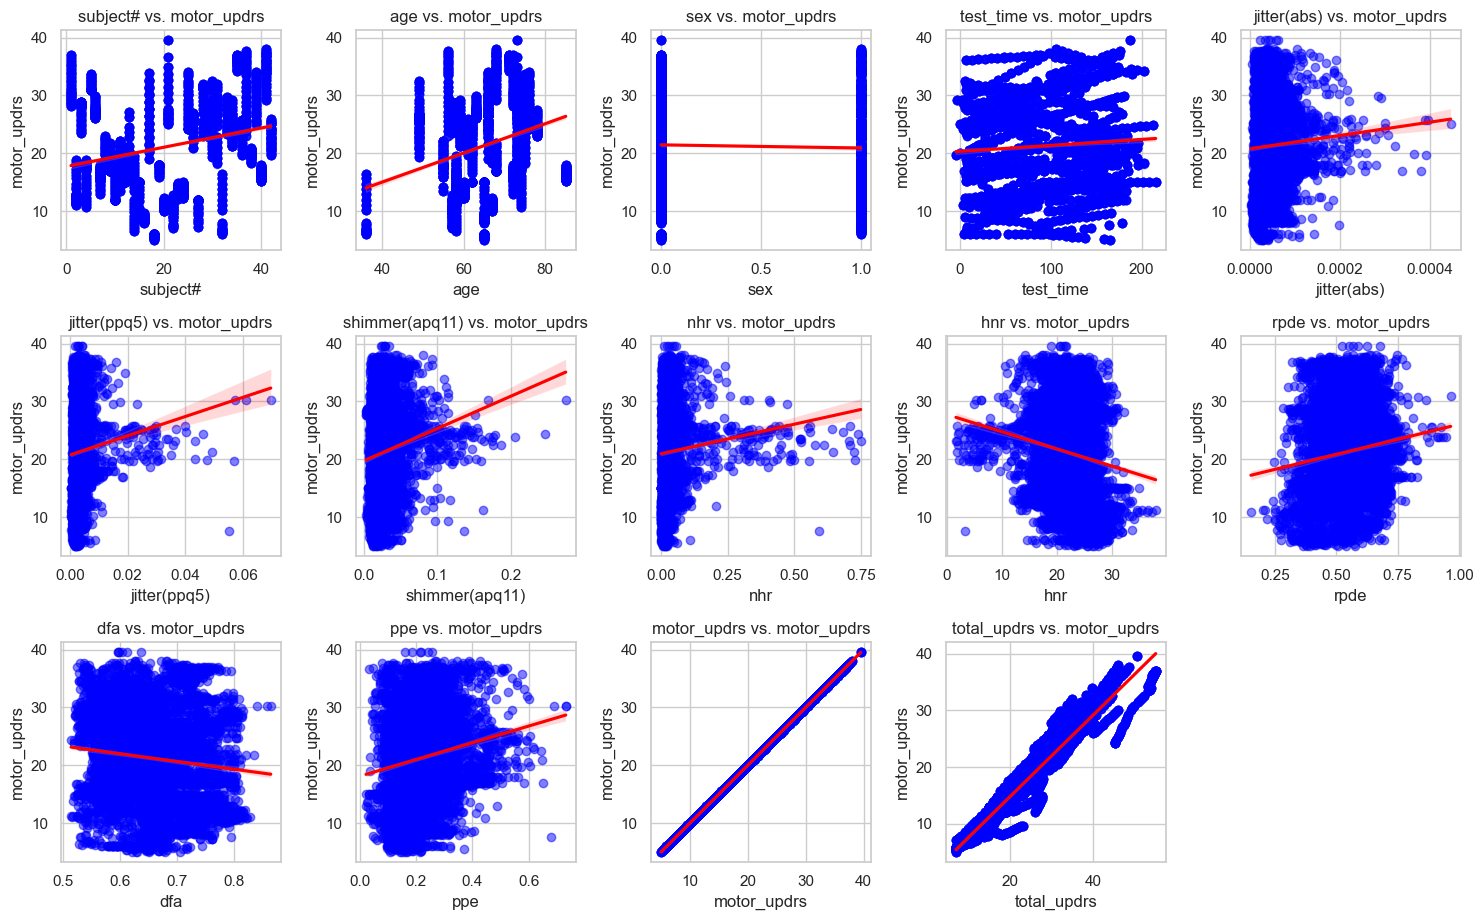 subject# vs. motor_updrs
age vs. motor_updrs
sex vs. motor_updrs
test_time vs. motor_updrs
jitter(abs) vs. motor_updrs
motor_updrs
40
30
20
10
0
20
40
subject#
motor_updrs
40
30
20
10
40
60
80
age
motor_updrs
40
30
20
10
0.0
0.5
1.0
sex
motor_updrs
40
30
20
10
0
100
200
test_time
motor_updrs
40
30
20
10
0.0000
0.0002
0.0004
jitter(abs)
jitter(ppq5) vs. motor_updrs
shimmer(apq11) vs. motor_updrs
nhr vs. motor_updrs
hnr vs. motor_updrs
rpde vs. motor_updrs
motor_updrs
40
30
20
10
0.00
0.02
0.04
0.06
jitter(ppq5)
motor_updrs
40
30
20
10
0.0
0.1
0.2
shimmer(apq11)
motor_updrs
40
30
20
10
0.00
0.25
0.50
0.75
nhr
motor_updrs
40
30
20
10
0
10
20
30
hnr
motor_updrs
40
30
20
10
0.25
0.50
0.75
1.00
rpde
dfa vs. motor_updrs
ppe vs. motor_updrs
motor_updrs vs. motor_updrs
total_updrs vs. motor_updrs
motor_updrs
40
30
20
10
0.5
0.6
0.7
0.8
dfa
motor_updrs
40
30
20
10
0.0
0.2
0.4
0.6
ppe
motor_updrs
40
30
20
10
10
20
30
40
motor_updrs
motor_updrs
40
30
20
10
20
40
total_updrs